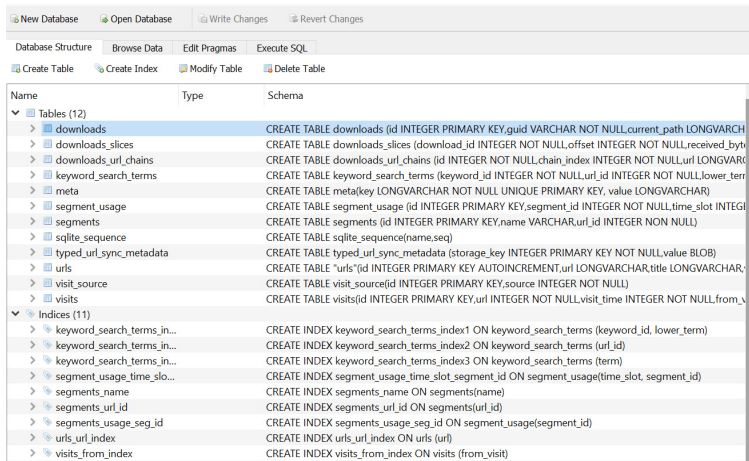 New Database Open Database Write Changes Revert Changes
Database Structure Browse Data Edit Pragmas Execute SQL
Create Table Create Index Modify Table Delete Table
Name Type Schema
Tables (12)
downloads CREATE TABLE downloads (id INTEGER PRIMARY KEY,guid VARCHAR NOT NULL,current_path LONGVARCH
downloads_slices CREATE TABLE downloads_slices (download_id INTEGER NOT NULL,offset INTEGER NOT NULL,received_byt
downloads_url_chains CREATE TABLE downloads_url_chains (id INTEGER NOT NULL,chain_index INTEGER NOT NULL,url LONGVARC
keyword_search_terms CREATE TABLE keyword_search_terms (keyword_id INTEGER NOT NULL,url_id INTEGER NOT NULL,lower_terr
meta CREATE TABLE meta(key LONGVARCHAR NOT NULL UNIQUE PRIMARY KEY, value LONGVARCHAR)
segment_usage CREATE TABLE segment_usage (id INTEGER PRIMARY KEY,segment_id INTEGER NOT NULL,time_slot INTEG
segments CREATE TABLE segments (id INTEGER PRIMARY KEY,name VARCHAR,url_id INTEGER NON NULL)
sqlite_sequence CREATE TABLE sqlite_sequence(name,seq)
typed_url_sync_metadata CREATE TABLE typed_url_sync_metadata (storage_key INTEGER PRIMARY KEY NOT NULL,value BLOB)
urls CREATE TABLE "urls"(id INTEGER PRIMARY KEY AUTOINCREMENT,url LONGVARCHAR,title LONGVARCHAR,
visit_source CREATE TABLE visit_source(id INTEGER PRIMARY KEY,source INTEGER NOT NULL)
visits CREATE TABLE visits(id INTEGER PRIMARY KEY,url INTEGER NOT NULL,visit_time INTEGER NOT NULL,from_v
Indices (11)
keyword_search_terms_in... CREATE INDEX keyword_search_terms_index1 ON keyword_search_terms (keyword_id, lower_term)
keyword_search_terms_in... CREATE INDEX keyword_search_terms_index2 ON keyword_search_terms (url_id)
keyword_search_terms_in... CREATE INDEX keyword_search_terms_index3 ON keyword_search_terms (term)
segment_usage_time_slo... CREATE INDEX segment_usage_time_slot_segment_id ON segment_usage(time_slot, segment_id)
segments_name CREATE INDEX segments_name ON segments(name)
segments_url_id CREATE INDEX segments_url_id ON segments(url_id)
segments_usage_seg_id CREATE INDEX segments_usage_seg_id ON segment_usage(segment_id)
urls_url_index CREATE INDEX urls_url_index ON urls (url)
visits_from_index CREATE INDEX visits_from_index ON visits (from_visit)